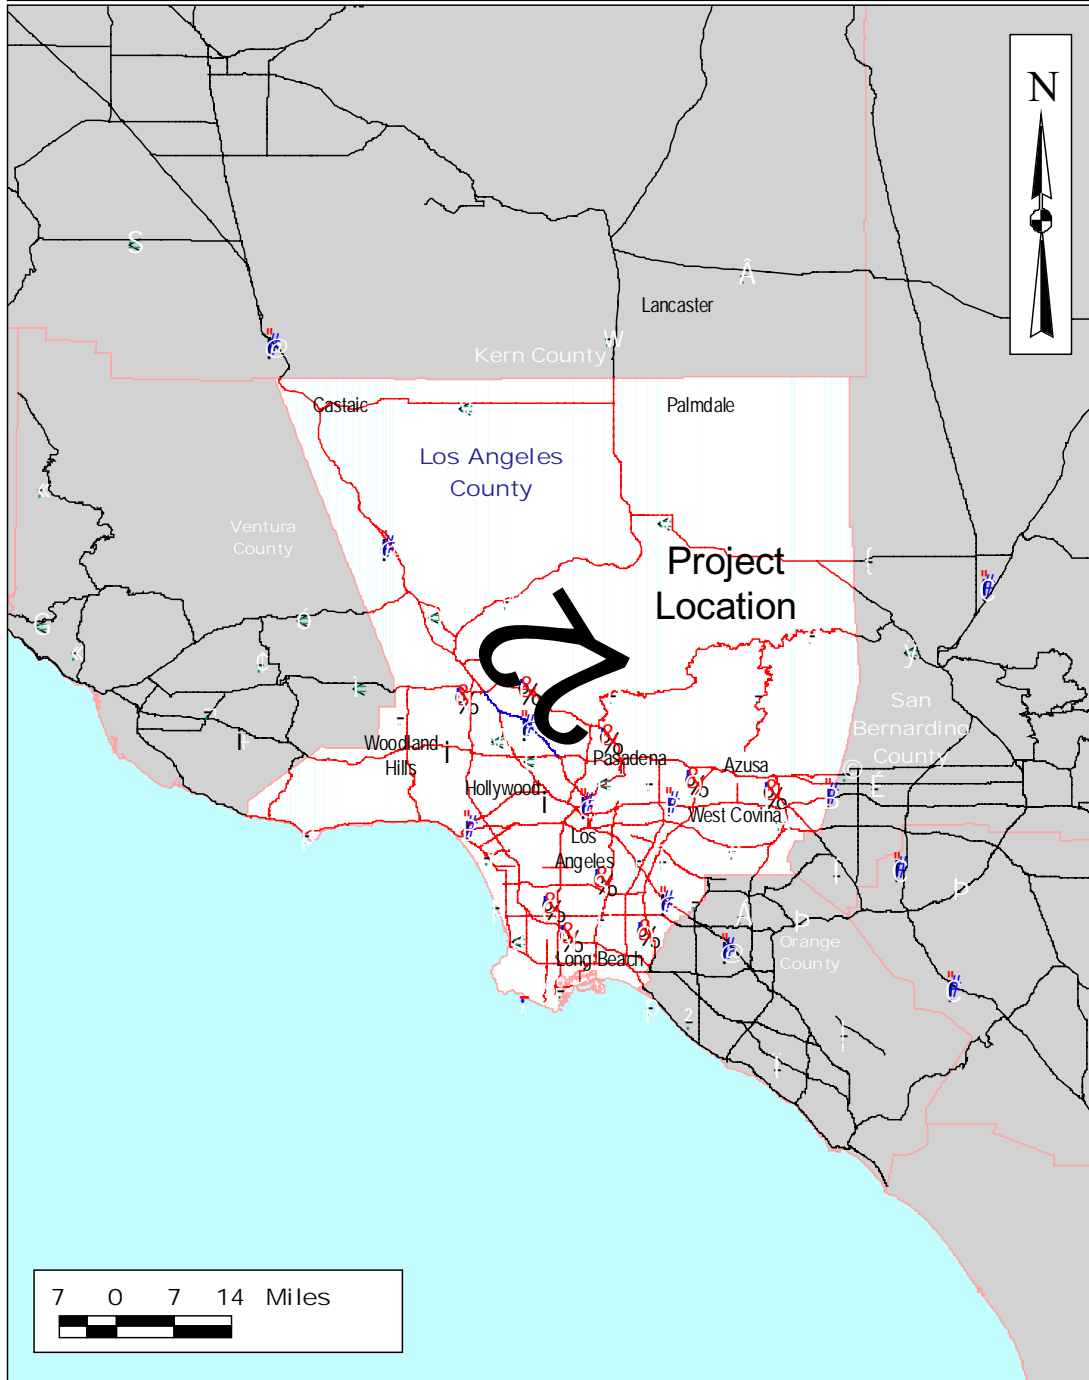 N
Lancaster
Kern County
Castaic
Palmdale
Los Angeles
County
Ventura
County
Project
Location
San
Bernardino
County
Woodland
Hills
Pasadena
Azusa
Hollywood
West Covina
Los
Angeles
Orange
County
Long Beach
7 0 7 14 Miles